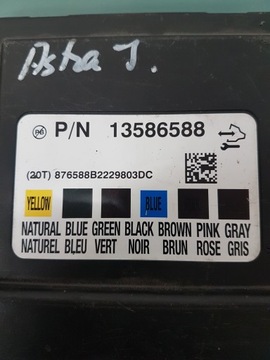 Astra J.
P/N 13586588
(20T) 876588B2229803DC
YELLOW BLUE
NATURAL BLUE GREEN BLACK BROWN PINK GRAY
NATUREL BLEU VERT NOIR BRUN ROSE GRIS